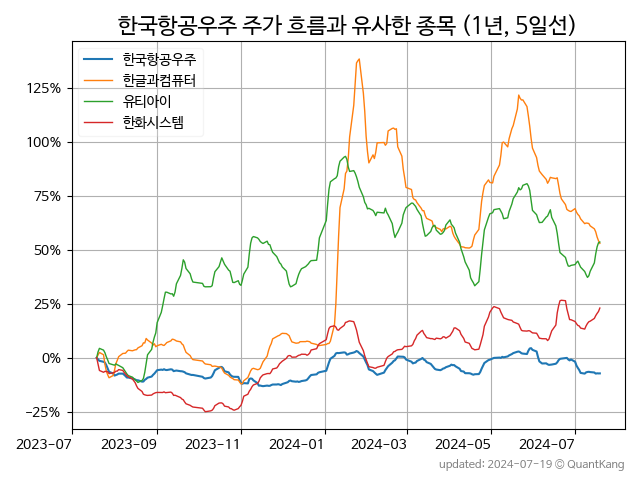 한국항공우주 주가 흐름과 유사한 종목 (1년, 5일선)
한국항공우주
한글과컴퓨터
유티아이
한화시스템
125%
100%
75%
50%
25%
0%
−25%
2023-07 2023-09 2023-11 2024-01 2024-03 2024-05 2024-07
updated: 2024-07-19 © QuantKang